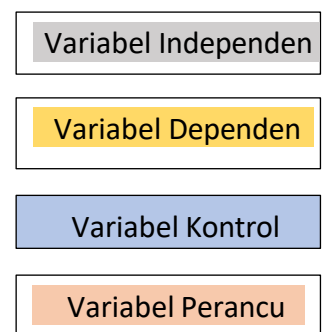 Variabel Independen
Variabel Dependen
Variabel Kontrol
Variabel Perancu